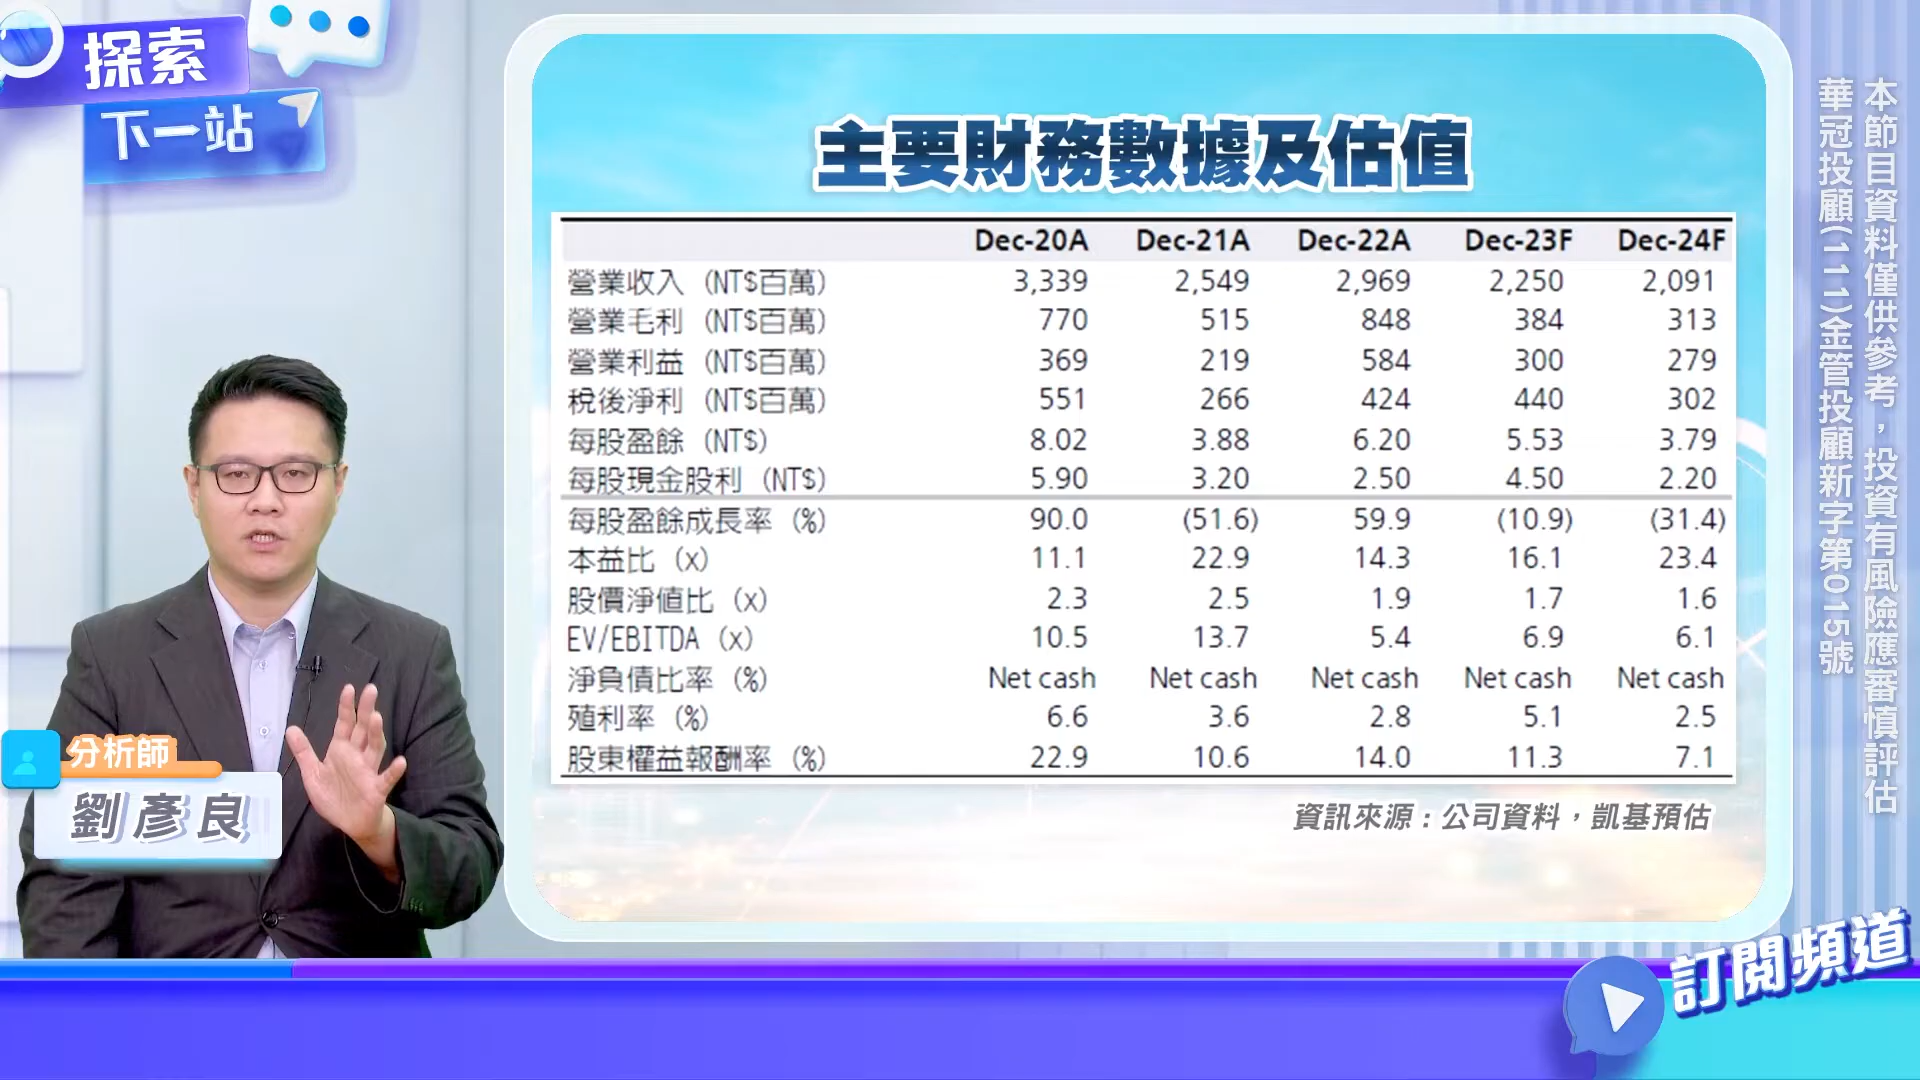 探索
下一站
主要財務數據及估值
Dec-20A Dec-21A Dec-22A Dec-23F Dec-24F
營業收入 (NT$百萬) 3,339 2,549 2,969 2,250 2,091
營業毛利 (NT$百萬) 770 515 848 384 313
營業利益 (NT$百萬) 369 219 584 300 279
稅後淨利 (NT$百萬) 551 266 424 440 302
每股盈餘 (NT$) 8.02 3.88 6.20 5.53 3.79
每股現金股利 (NT$) 5.90 3.20 2.50 4.50 2.20
每股盈餘成長率 (%) 90.0 (51.6) 59.9 (10.9) (31.4)
本益比 (x) 11.1 22.9 14.3 16.1 23.4
股價淨值比 (x) 2.3 2.5 1.9 1.7 1.6
EV/EBITDA (x) 10.5 13.7 5.4 6.9 6.1
淨負債比率 (%) Net cash Net cash Net cash Net cash Net cash
殖利率 (%) 6.6 3.6 2.8 5.1 2.5
股東權益報酬率 (%) 22.9 10.6 14.0 11.3 7.1
資訊來源：公司資料，凱基預估
本節目資料僅供參考，投資有風險應審慎評估
華冠投顧(111)金管投顧新字第015號
分析師
劉彥良
訂閱頻道